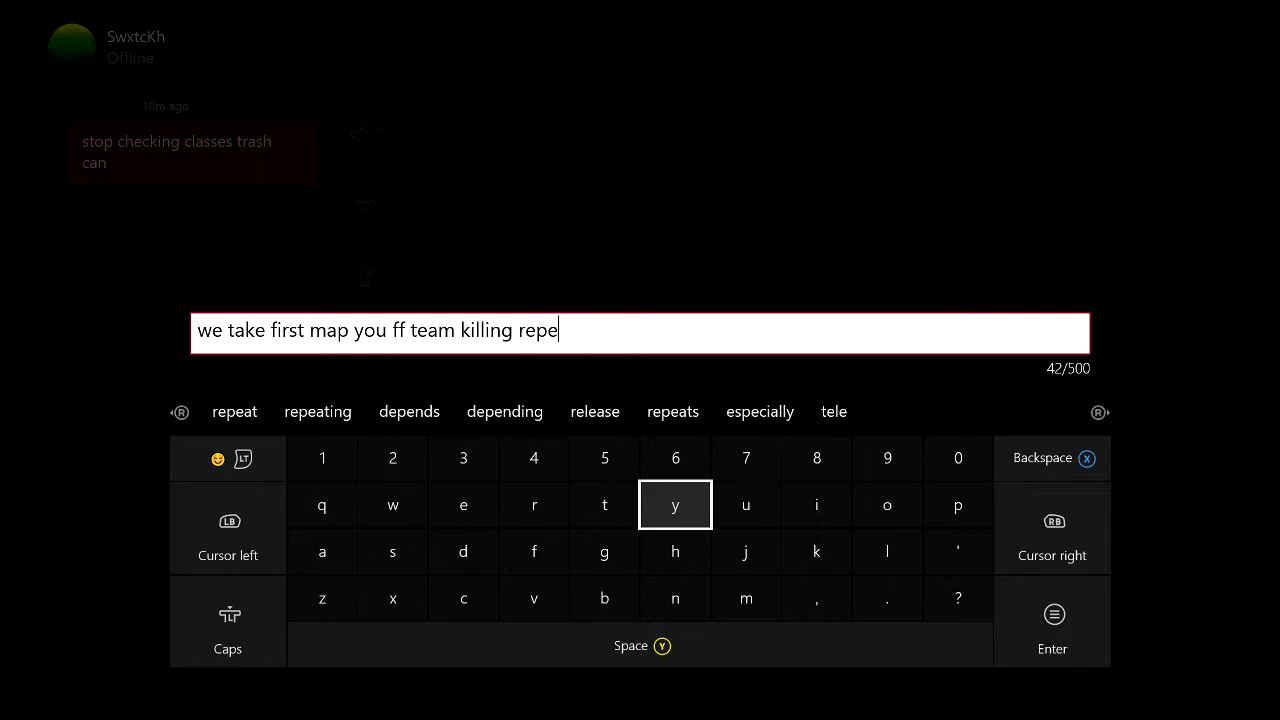 SwxtcKh
Offline
18m ago
stop checking classes trash
can
we take first map you ff team killing repe
42/500
R repeat repeating depends depending release repeats especially tele R
LT 1 2 3 4 5 6 7 8 9 0 Backspace X
q w e r t y u i o p
LB Cursor left
a s d f g h j k l '
RB Cursor right
z x c v b n m , . ?
LT Caps
Space Y
Enter